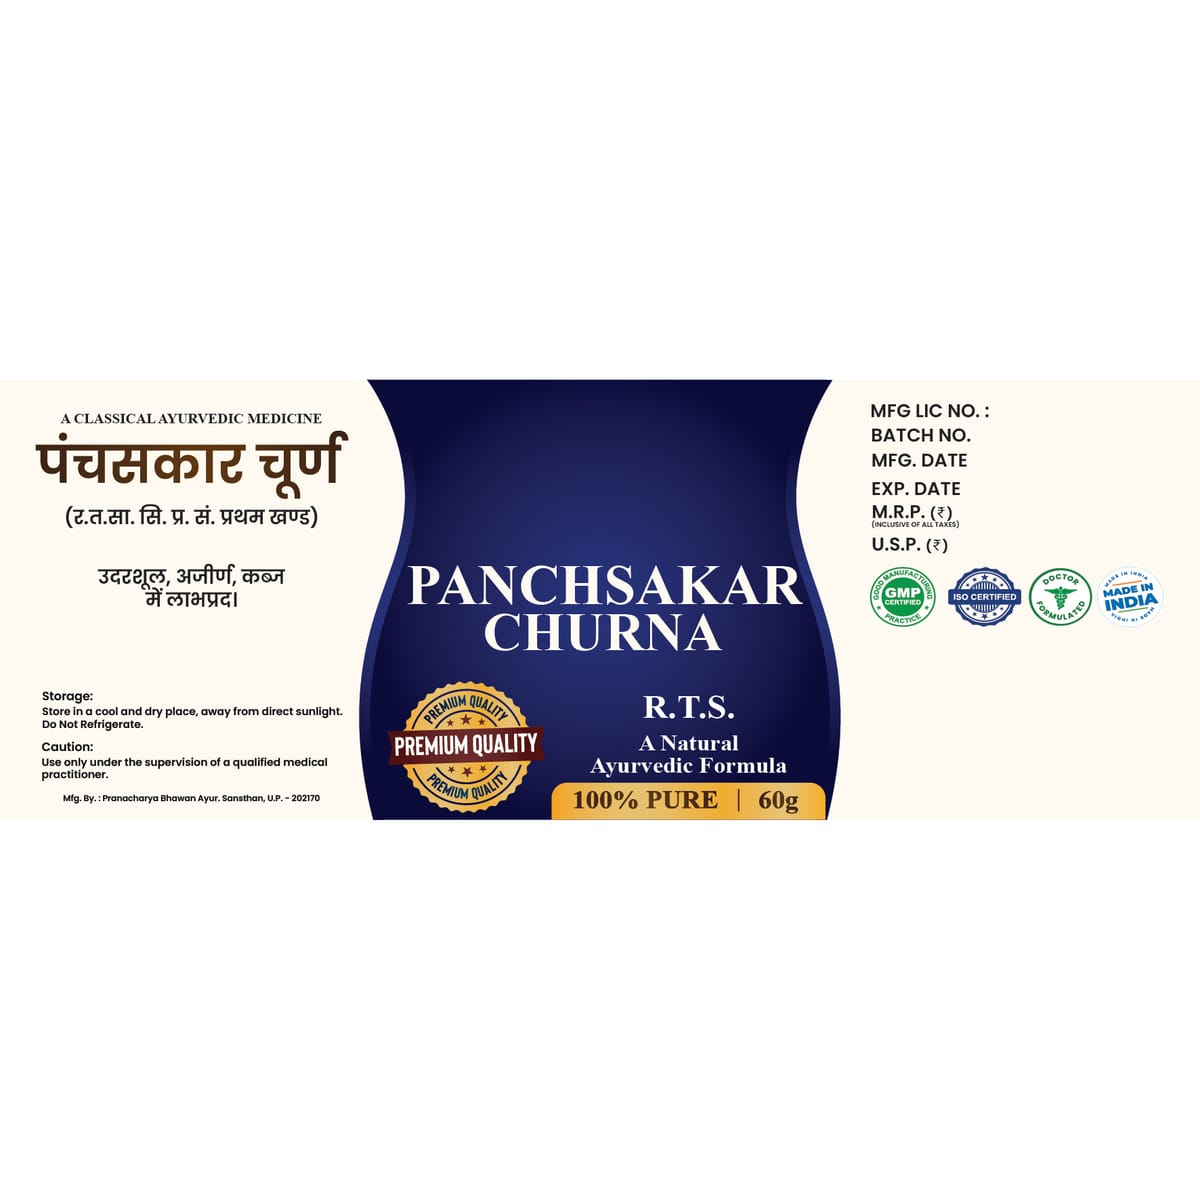 A CLASSICAL AYURVEDIC MEDICINE
पंचसकार चूर्ण
(र.त.सा. सि. प्र. सं. प्रथम खण्ड)
उदरशूल, अजीर्ण, कब्ज
में लाभप्रद।
Storage:
Store in a cool and dry place, away from direct sunlight.
Do Not Refrigerate.
Caution:
Use only under the supervision of a qualified medical
practitioner.
Mfg. By. : Pranacharya Bhawan Ayur. Sansthan, U.P. - 202170
PANCHSAKAR
CHURNA
PREMIUM QUALITY
PREMIUM QUALITY
PREMIUM QUALITY
R.T.S.
A Natural
Ayurvedic Formula
100% PURE | 60g
MFG LIC NO. :
BATCH NO.
MFG. DATE
EXP. DATE
M.R.P. (₹)
(INCLUSIVE OF ALL TAXES)
U.S.P. (₹)
GOOD MANUFACTURING
GMP
CERTIFIED
PRACTICE
ISO CERTIFIED
DOCTOR
FORMULATED
MADE IN INDIA
MADE IN
INDIA